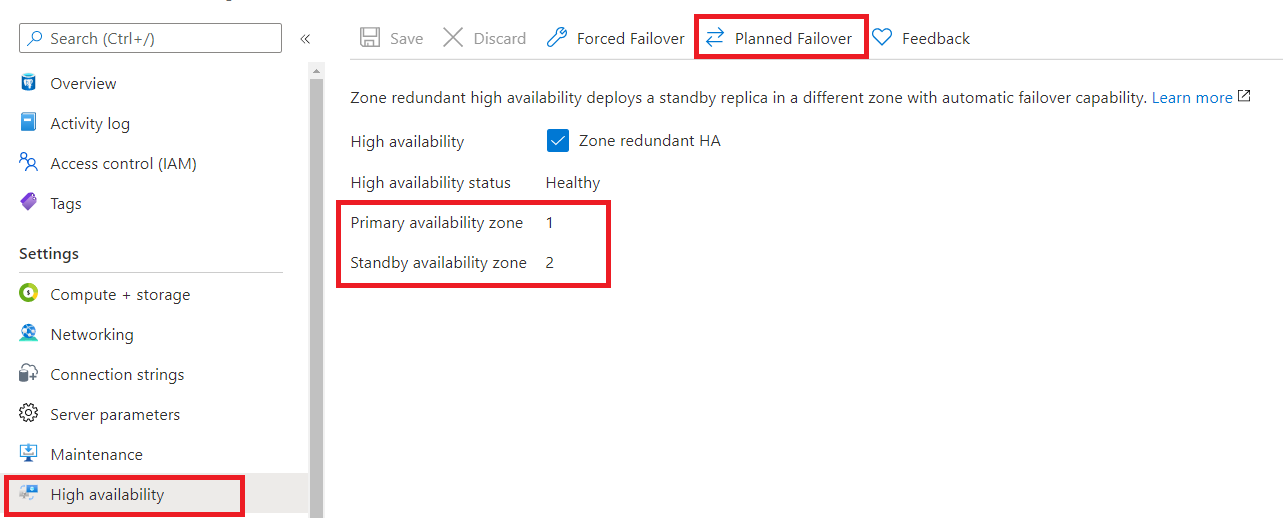 Search (Ctrl+/)
«
Overview
Activity log
Access control (IAM)
Tags
Settings
Compute + storage
Networking
Connection strings
Server parameters
Maintenance
High availability
Save Discard Forced Failover Planned Failover Feedback
Zone redundant high availability deploys a standby replica in a different zone with automatic failover capability. Learn more
High availability Zone redundant HA
High availability status Healthy
Primary availability zone 1
Standby availability zone 2